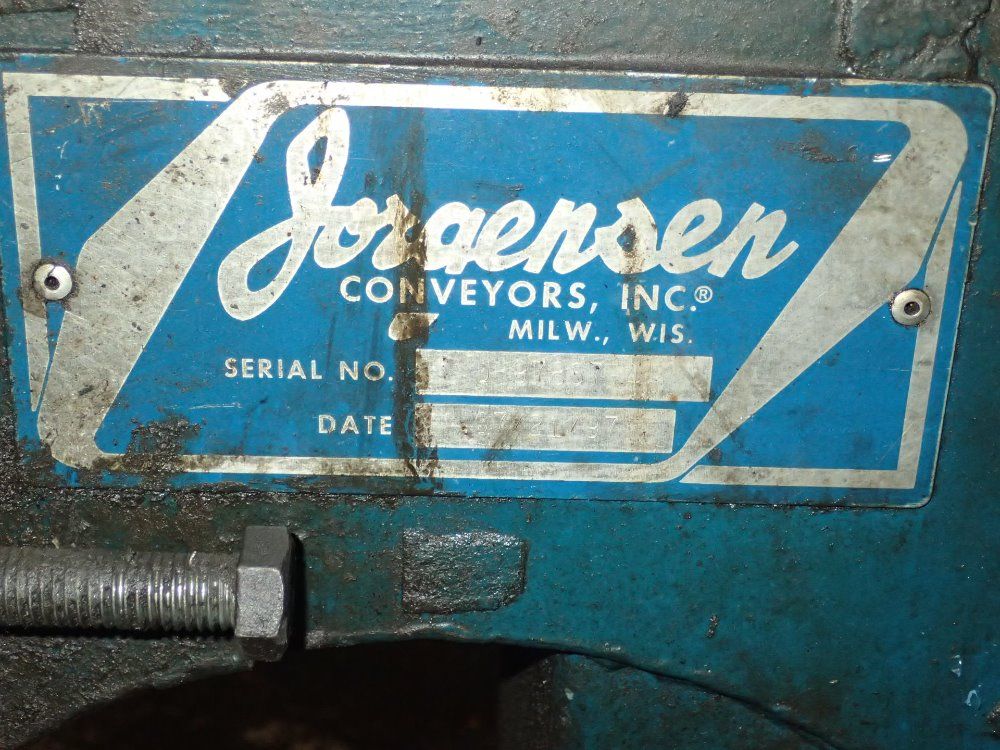 Jorgensen
CONVEYORS, INC.®
MILW., WIS.
SERIAL NO.
DATE